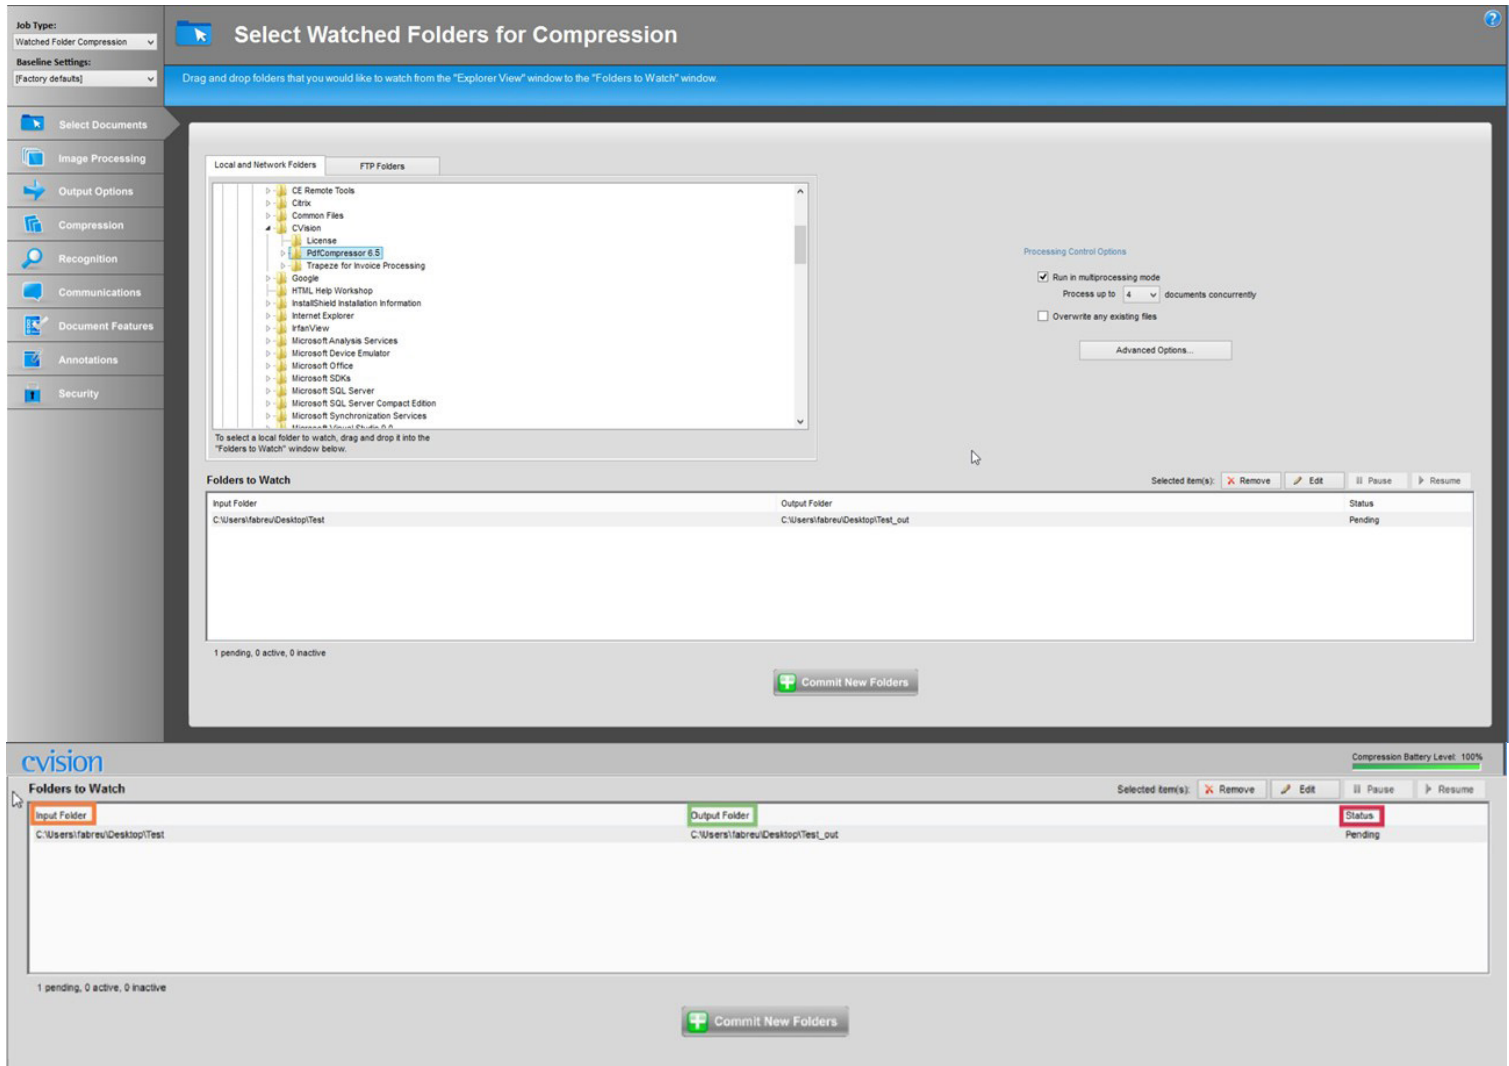 Job Type:
Watched Folder Compression
Baseline Settings:
[Factory defaults]
Select Watched Folders for Compression
?
Drag and drop folders that you would like to watch from the "Explorer View" window to the "Folders to Watch" window.
Select Documents
Image Processing
Output Options
Compression
Recognition
Communications
Document Features
Annotations
Security
Local and Network Folders FTP Folders
CE Remote Tools
Citrix
Common Files
CVision
License
PdfCompressor 6.5
Trapeze for Invoice Processing
Google
HTML Help Workshop
InstallShield Installation Information
Internet Explorer
IrfanView
Microsoft Analysis Services
Microsoft Device Emulator
Microsoft Office
Microsoft SDKs
Microsoft SQL Server
Microsoft SQL Server Compact Edition
Microsoft Synchronization Services
Microsoft Visual Studio 9.0
To select a local folder to watch, drag and drop it into the
"Folders to Watch" window below.
Processing Control Options
Run in multiprocessing mode
Process up to 4 documents concurrently
Overwrite any existing files
Advanced Options...
Folders to Watch Selected item(s): Remove Edit Pause Resume
Input Folder Output Folder Status
C:\Users\fabreu\Desktop\Test C:\Users\fabreu\Desktop\Test_out Pending
1 pending, 0 active, 0 inactive
Commit New Folders
cvision Compression Battery Level: 100%
Folders to Watch Selected item(s): Remove Edit Pause Resume
Input Folder Output Folder Status
C:\Users\fabreu\Desktop\Test C:\Users\fabreu\Desktop\Test_out Pending
1 pending, 0 active, 0 inactive
Commit New Folders